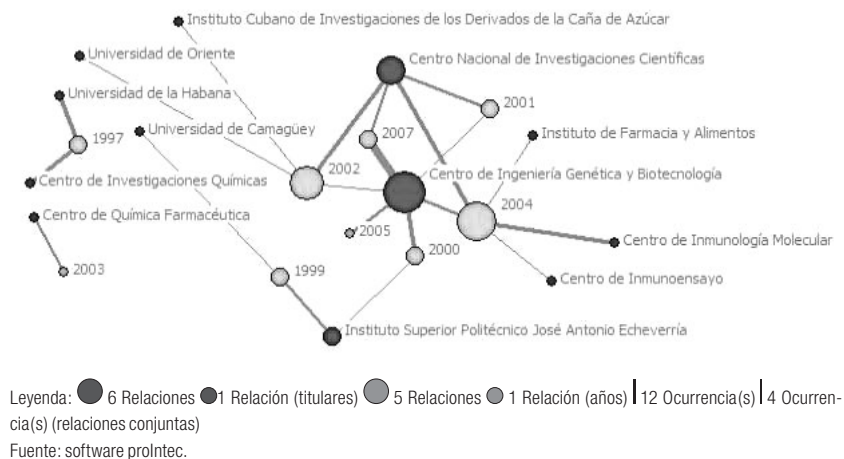 Instituto Cubano de Investigaciones de los Derivados de la Caña de Azúcar
Universidad de Oriente
Centro Nacional de Investigaciones Científicas
Universidad de la Habana
2001
Universidad de Camagüey
2007
Instituto de Farmacia y Alimentos
1997
2002
Centro de Ingeniería Genética y Biotecnología
Centro de Investigaciones Químicas
2004
Centro de Química Farmacéutica
2005
Centro de Inmunología Molecular
2000
2003
1999
Centro de Inmunoensayo
Instituto Superior Politécnico José Antonio Echeverría
Leyenda: 6 Relaciones 1 Relación (titulares) 5 Relaciones 1 Relación (años) 12 Ocurrencia(s) 4 Ocurren-
cia(s) (relaciones conjuntas)
Fuente: software proIntec.